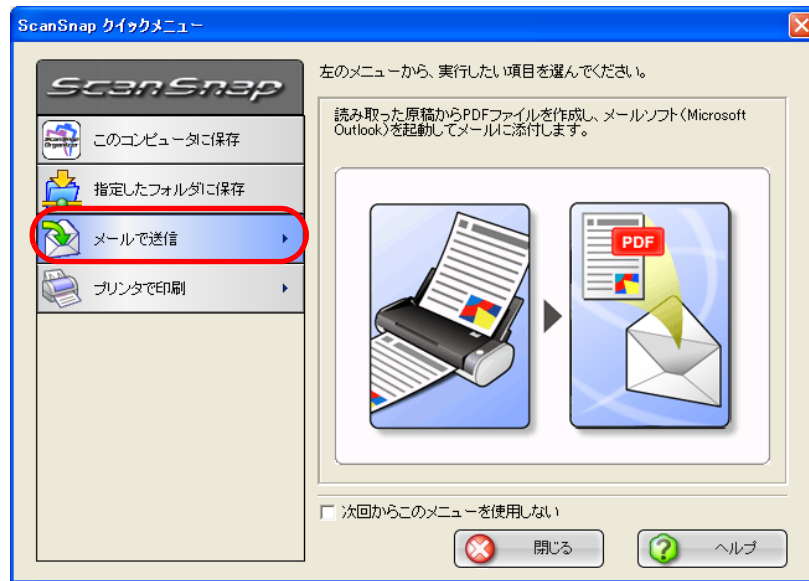 ScanSnap クイックメニュー
ScanSnap
このコンピュータに保存
指定したフォルダに保存
メールで送信
プリンタで印刷
左のメニューから、実行したい項目を選んでください。
読み取った原稿からPDFファイルを作成し、メールソフト(Microsoft
Outlook)を起動してメールに添付します。
PDF
次回からこのメニューを使用しない
閉じる
ヘルプ